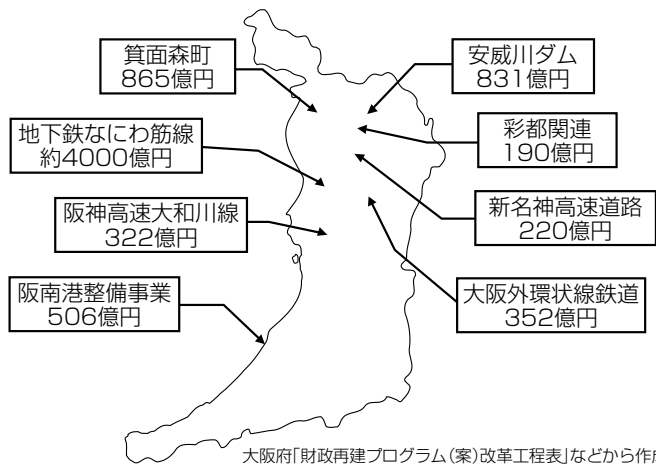 箕面森町
865億円
安威川ダム
831億円
地下鉄なにわ筋線
約4000億円
彩都関連
190億円
阪神高速大和川線
322億円
新名神高速道路
220億円
阪南港整備事業
506億円
大阪外環状線鉄道
352億円
大阪府「財政再建プログラム(案)改革工程表」などから作成